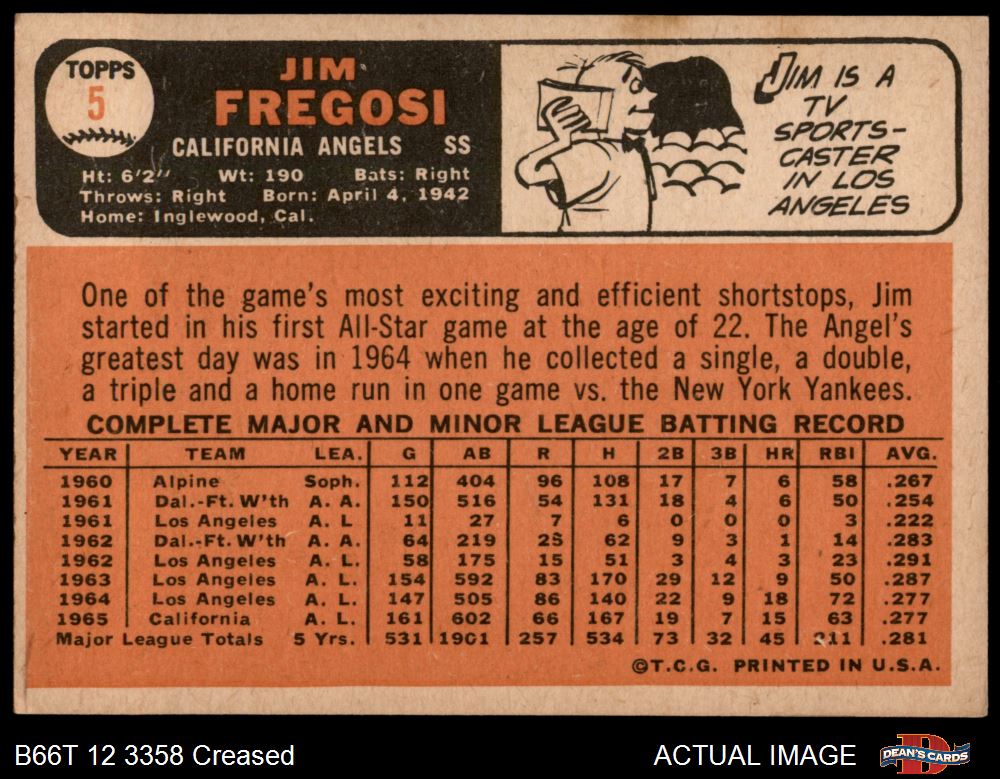 TOPPS
5
JIM
FREGOSI
CALIFORNIA ANGELS SS
Ht: 6'2" Wt: 190 Bats: Right
Throws: Right Born: April 4, 1942
Home: Inglewood, Cal.
JIM IS A
TV
SPORTS-
CASTER
IN LOS
ANGELES
One of the game's most exciting and efficient shortstops, Jim
started in his first All-Star game at the age of 22. The Angel's
greatest day was in 1964 when he collected a single, a double,
a triple and a home run in one game vs. the New York Yankees.
COMPLETE MAJOR AND MINOR LEAGUE BATTING RECORD
YEAR TEAM LEA. G AB R H 2B 3B HR RBI AVG.
1960 Alpine Soph. 112 404 96 108 17 7 6 58 .267
1961 Dal.-Ft. W'th A. A. 150 516 54 131 18 4 6 50 .254
1961 Los Angeles A. L 11 27 7 6 0 0 0 3 .222
1962 Dal.-Ft. W'th A. A. 64 219 25 62 9 3 1 14 .283
1962 Los Angeles A. L. 58 175 15 51 3 4 3 23 .291
1963 Los Angeles A. L. 154 592 83 170 29 12 9 50 .287
1964 Los Angeles A. L. 147 505 86 140 22 9 18 72 .277
1965 California A. L. 161 602 66 167 19 7 15 63 .277
Major League Totals 5 Yrs. 531 1901 257 534 73 32 45 211 .281
©T.C.G. PRINTED IN U.S.A.
B66T 12 3358 Creased
ACTUAL IMAGE
DEAN'S CARDS